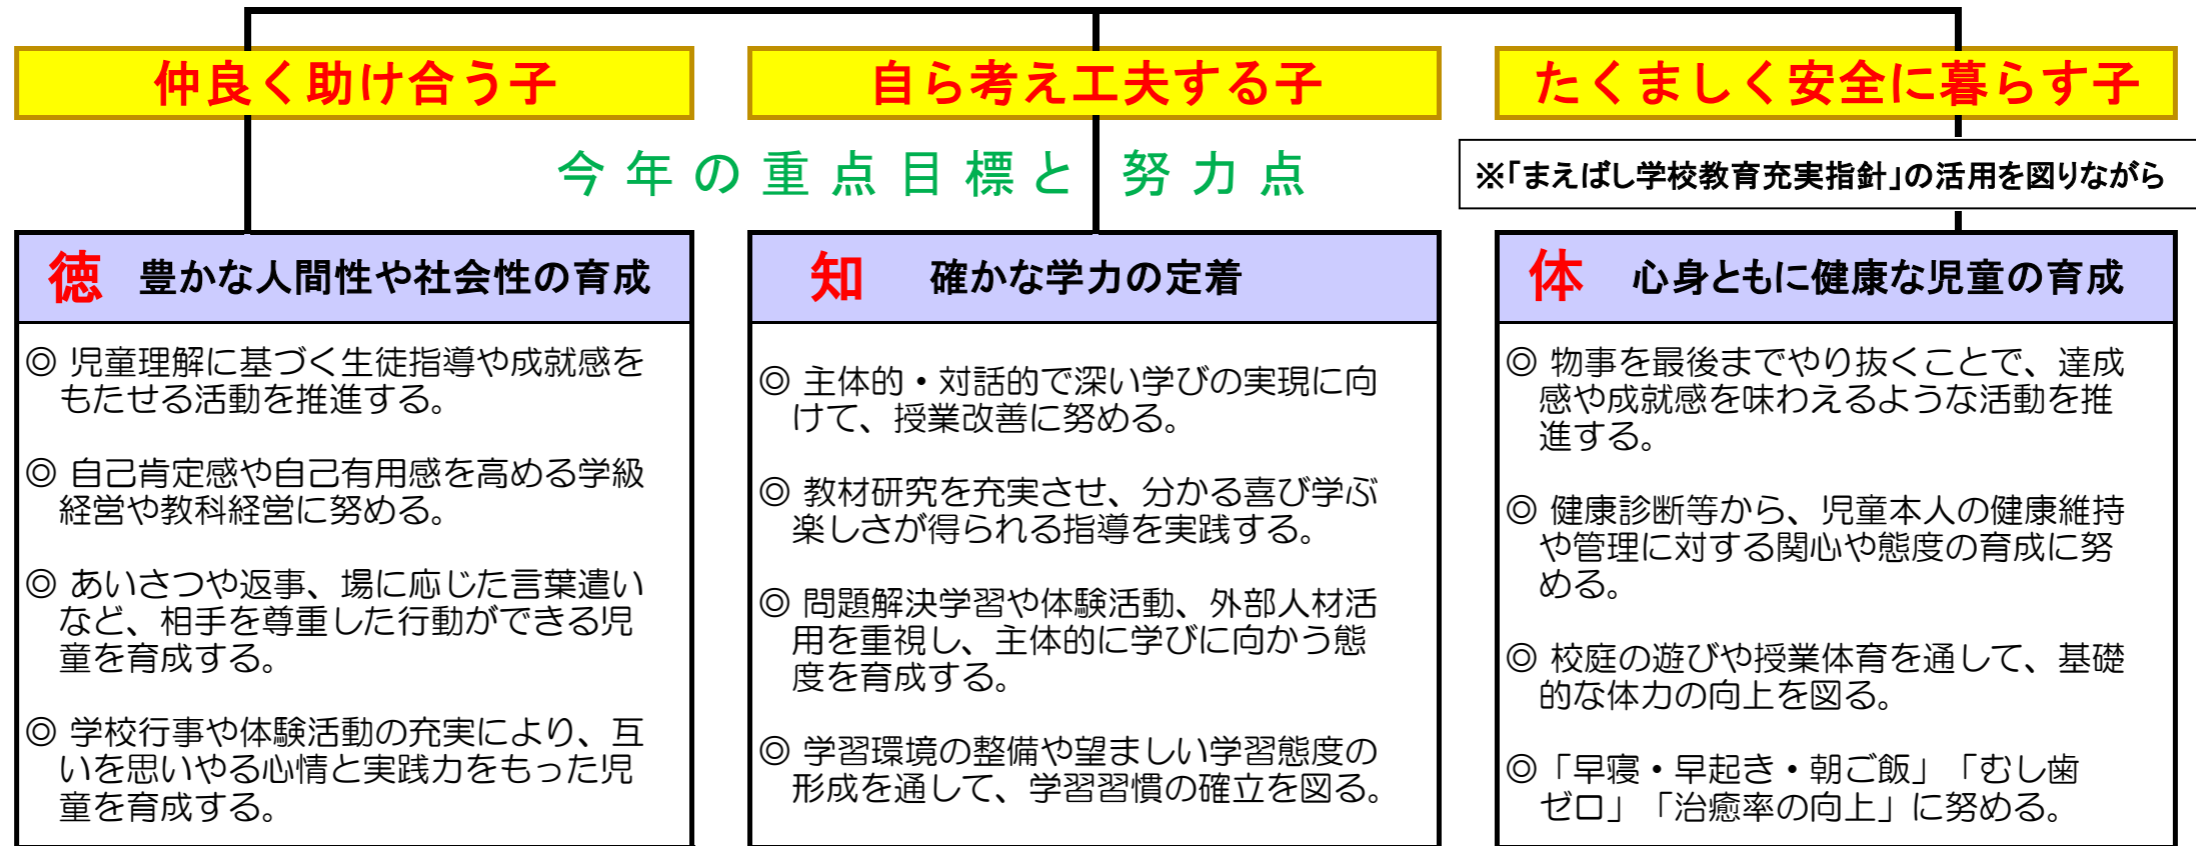 仲良く助け合う子
自ら考え工夫する子
たくましく安全に暮らす子
今年の重点目標と努力点
※「まえばし学校教育充実指針」の活用を図りながら
徳 豊かな人間性や社会性の育成
◎ 児童理解に基づく生徒指導や成就感を
もたせる活動を推進する。
◎ 自己肯定感や自己有用感を高める学級
経営や教科経営に努める。
◎ あいさつや返事、場に応じた言葉遣い
など、相手を尊重した行動ができる児
童を育成する。
◎ 学校行事や体験活動の充実により、互
いを思いやる心情と実践力をもった児
童を育成する。
知 確かな学力の定着
◎ 主体的・対話的で深い学びの実現に向
けて、授業改善に努める。
◎ 教材研究を充実させ、分かる喜び学ぶ
楽しさが得られる指導を実践する。
◎ 問題解決学習や体験活動、外部人材活
用を重視し、主体的に学びに向かう態
度を育成する。
◎ 学習環境の整備や望ましい学習態度の
形成を通して、学習習慣の確立を図る。
体 心身ともに健康な児童の育成
◎ 物事を最後までやり抜くことで、達成
感や成就感を味わえるような活動を推
進する。
◎ 健康診断等から、児童本人の健康維持
や管理に対する関心や態度の育成に努
める。
◎ 校庭の遊びや授業体育を通して、基礎
的な体力の向上を図る。
◎「早寝・早起き・朝ご飯」「むし歯
ゼロ」「治癒率の向上」に努める。